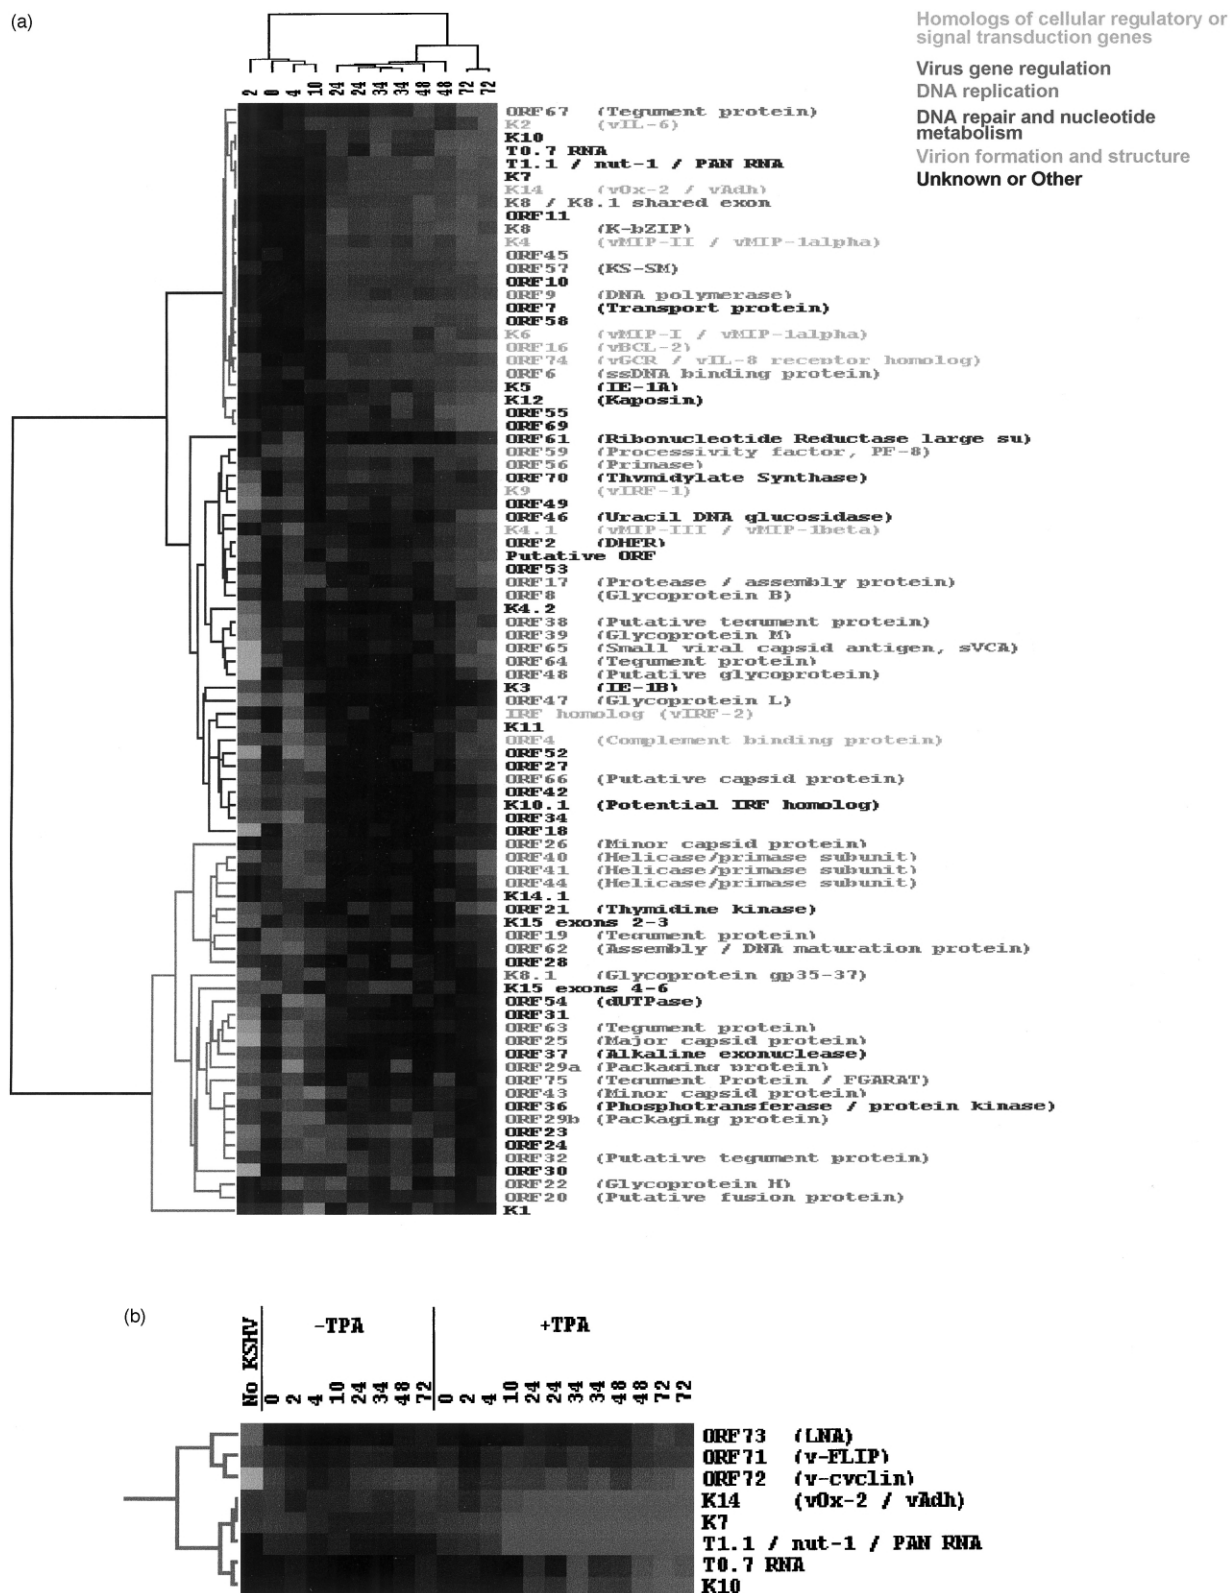 (a)
Homologs of cellular regulatory or
signal transduction genes
Virus gene regulation
DNA replication
DNA repair and nucleotide
metabolism
Virion formation and structure
Unknown or Other
2 0 4 10 24 24 34 34 48 48 72 72
ORF67 (Tegument protein)
K2 (vIL-6)
K10
T0.7 RNA
T1.1 / nut-1 / PAN RNA
K7
K14 (vOx-2 / vAdh)
K8 / K8.1 shared exon
ORF11
K8 (K-bZIP)
K4 (vMIP-II / vMIP-1alpha)
ORF45
ORF57 (KS-SM)
ORF10
ORF9 (DNA polymerase)
ORF7 (Transport protein)
ORF58
K6 (vMIP-I / vMIP-1alpha)
ORF16 (vBCL-2)
ORF74 (vGCR / vIL-8 receptor homolog)
ORF6 (ssDNA binding protein)
K5 (IE-1A)
K12 (Kaposin)
ORF55
ORF69
ORF61 (Ribonucleotide Reductase large su)
ORF59 (Processivity factor, PF-8)
ORF56 (Primase)
ORF70 (Thymidylate Synthase)
K9 (vIRF-1)
ORF49
ORF46 (Uracil DNA glucosidase)
K4.1 (vMIP-III / vMIP-1beta)
ORF2 (DHFR)
Putative ORF
ORF53
ORF17 (Protease / assembly protein)
ORF8 (Glycoprotein B)
K4.2
ORF38 (Putative tegument protein)
ORF39 (Glycoprotein M)
ORF65 (Small viral capsid antigen, sVCA)
ORF64 (Tegument protein)
ORF48 (Putative glycoprotein)
K3 (IE-1B)
ORF47 (Glycoprotein L)
IRF homolog (vIRF-2)
K11
ORF4 (Complement binding protein)
ORF52
ORF27
ORF66 (Putative capsid protein)
ORF42
K10.1 (Potential IRF homolog)
ORF34
ORF18
ORF26 (Minor capsid protein)
ORF40 (Helicase/primase subunit)
ORF41 (Helicase/primase subunit)
ORF44 (Helicase/primase subunit)
K14.1
ORF21 (Thymidine kinase)
K15 exons 2-3
ORF19 (Tegument protein)
ORF62 (Assembly / DNA maturation protein)
ORF28
K8.1 (Glycoprotein gp35-37)
K15 exons 4-6
ORF54 (dUTPase)
ORF31
ORF63 (Tegument protein)
ORF25 (Major capsid protein)
ORF37 (Alkaline exonuclease)
ORF29a (Packaging protein)
ORF75 (Tegument Protein / FGARAT)
ORF43 (Minor capsid protein)
ORF36 (Phosphotransferase / protein kinase)
ORF29b (Packaging protein)
ORF23
ORF24
ORF32 (Putative tegument protein)
ORF30
ORF22 (Glycoprotein H)
ORF20 (Putative fusion protein)
K1
(b)
No KSHV -TPA +TPA
0 2 4 10 24 34 48 72 0 2 4 10 24 24 34 34 48 48 72 72
ORF73 (LNA)
ORF71 (v-FLIP)
ORF72 (v-cyclin)
K14 (vOx-2 / vAdh)
K7
T1.1 / nut-1 / PAN RNA
T0.7 RNA
K10